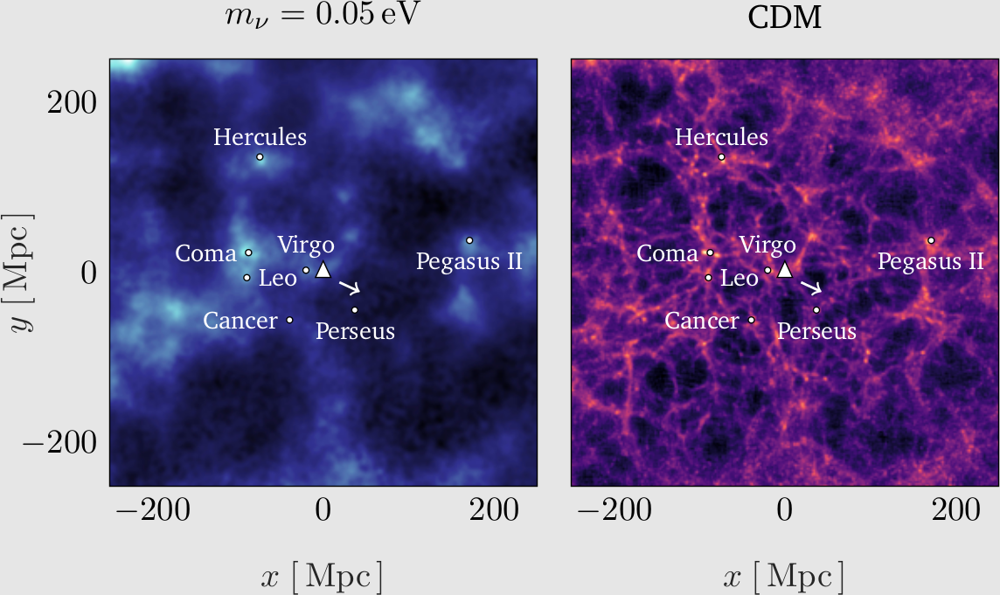 m_ν = 0.05 eV
CDM
y [Mpc]
200
0
−200
Hercules
Virgo
Coma
Leo
Pegasus II
Cancer
Perseus
Hercules
Virgo
Coma
Leo
Pegasus II
Cancer
Perseus
−200 0 200
−200 0 200
x [Mpc]
x [Mpc]